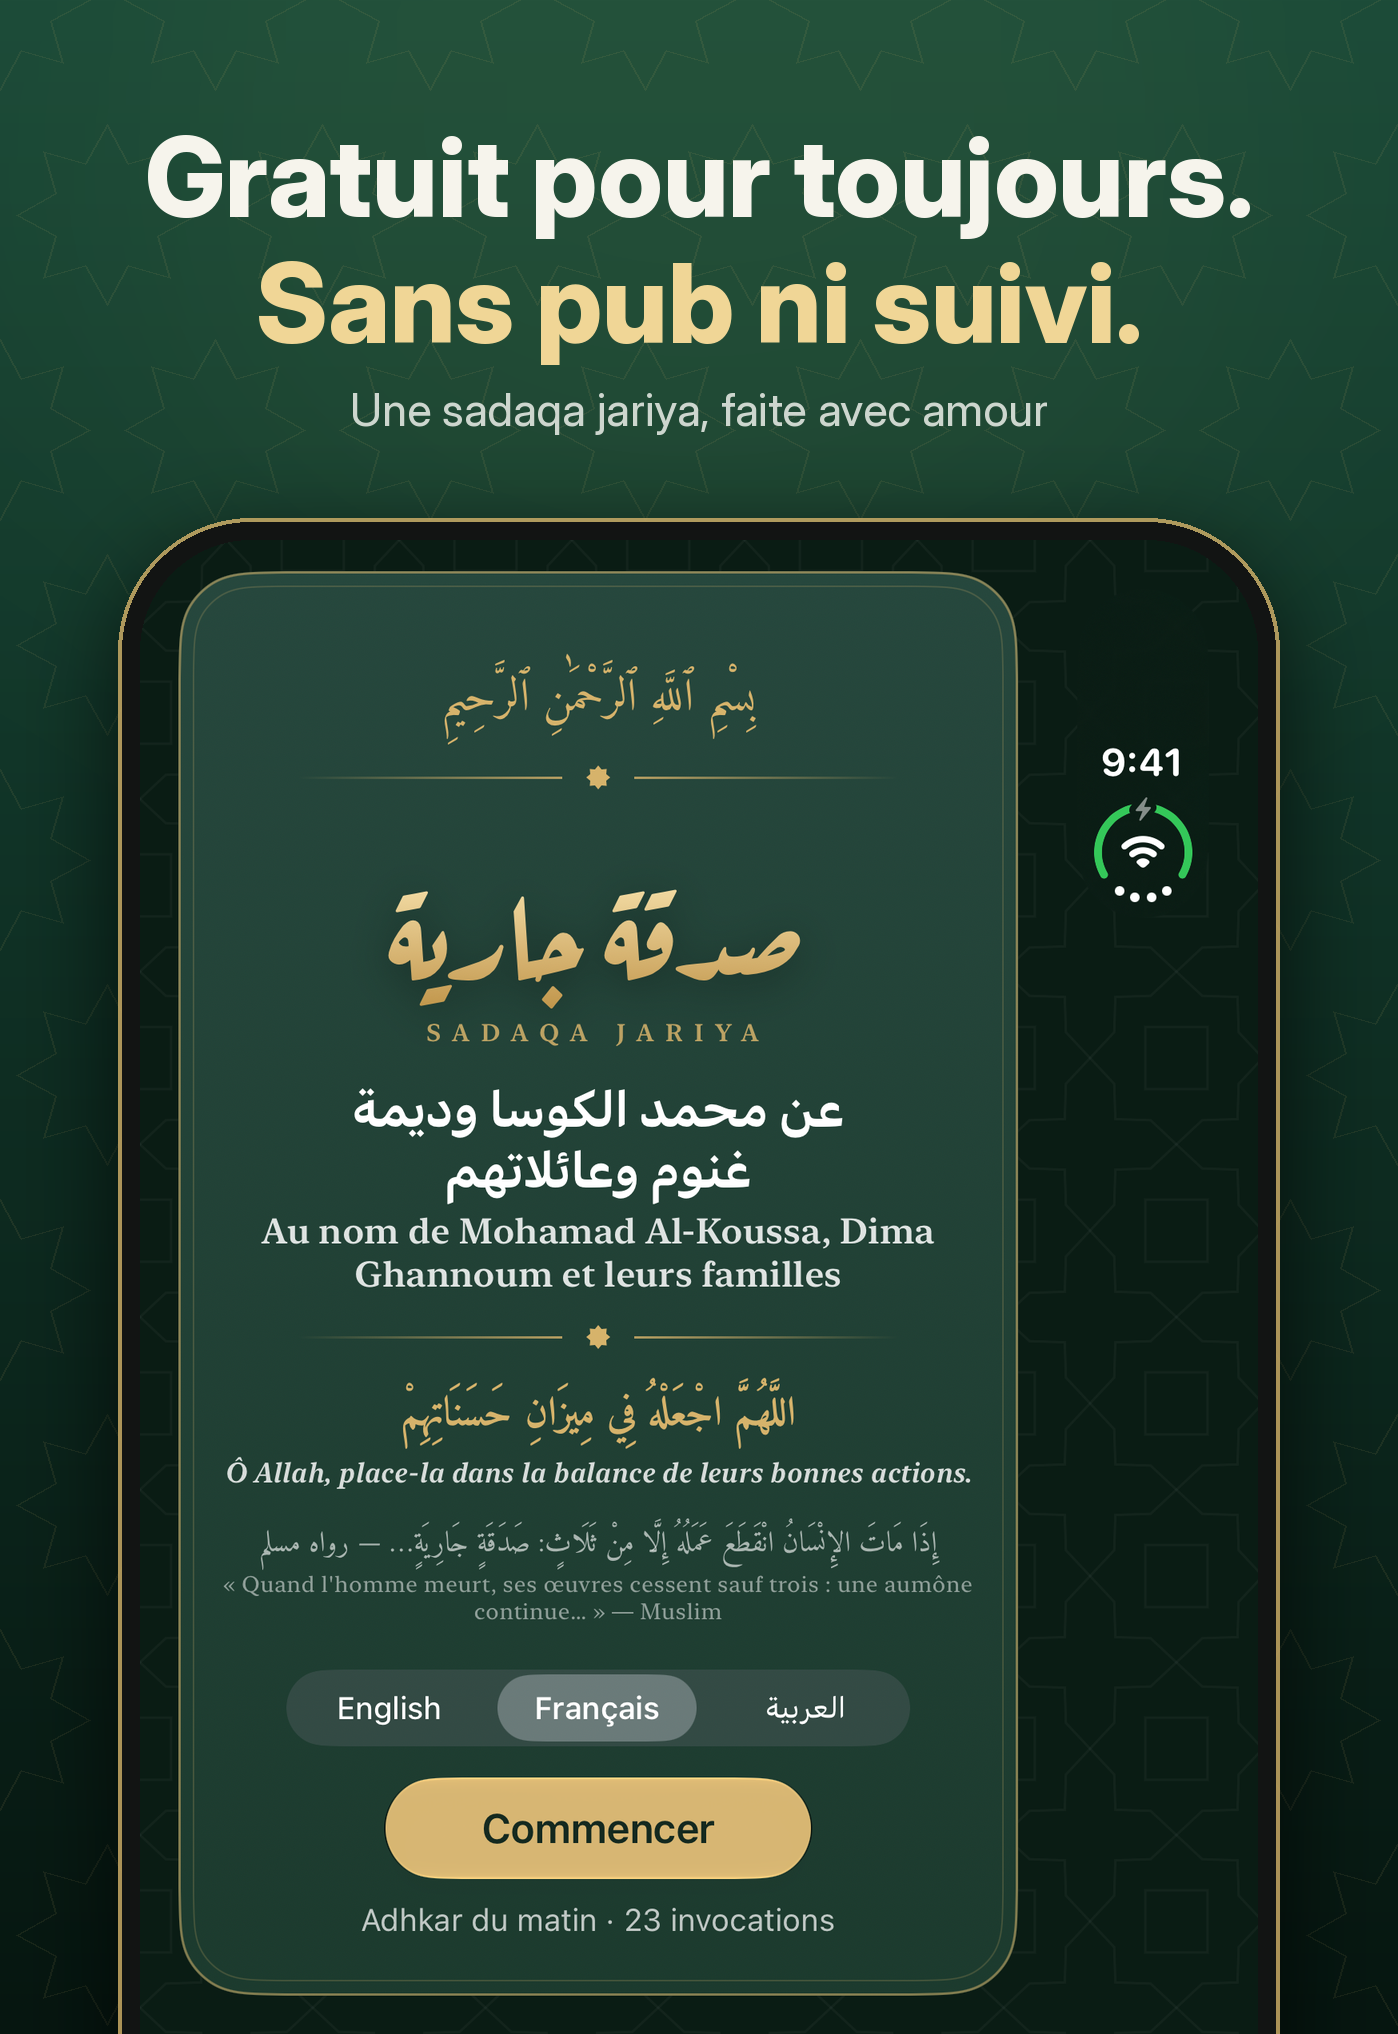 Gratuit pour toujours.
Sans pub ni suivi.
Une sadaqa jariya, faite avec amour
بِسْمِ ٱللَّهِ ٱلرَّحْمَٰنِ ٱلرَّحِيمِ
9:41
صدقة جارية
SADAQA JARIYA
عن محمد الكوسا وديمة
غنوم وعائلاتهم
Au nom de Mohamad Al-Koussa, Dima
Ghannoum et leurs familles
اللَّهُمَّ اجْعَلْهُ فِي مِيزَانِ حَسَنَاتِهِمْ
Ô Allah, place-la dans la balance de leurs bonnes actions.
إِذَا مَاتَ الإِنْسَانُ انْقَطَعَ عَمَلُهُ إِلَّا مِنْ ثَلَاثٍ: صَدَقَةٍ جَارِيَةٍ... — رواه مسلم
« Quand l'homme meurt, ses œuvres cessent sauf trois : une aumône
continue... » — Muslim
English Français العربية
Commencer
Adhkar du matin · 23 invocations